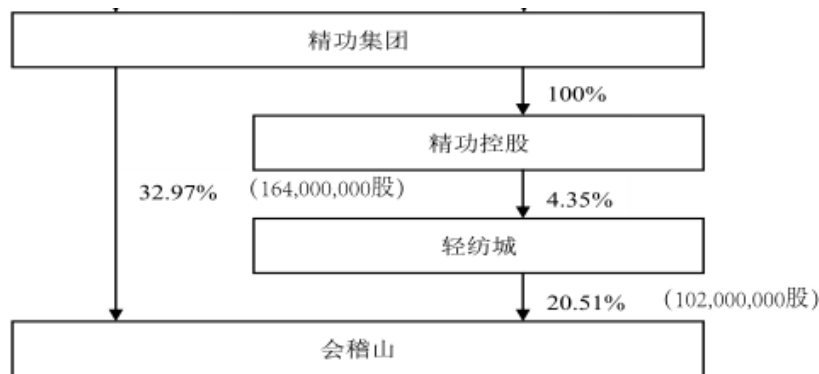 精功集团
100%
精功控股
32.97%
(164,000,000股)
4.35%
轻纺城
20.51%
(102,000,000股)
会稽山